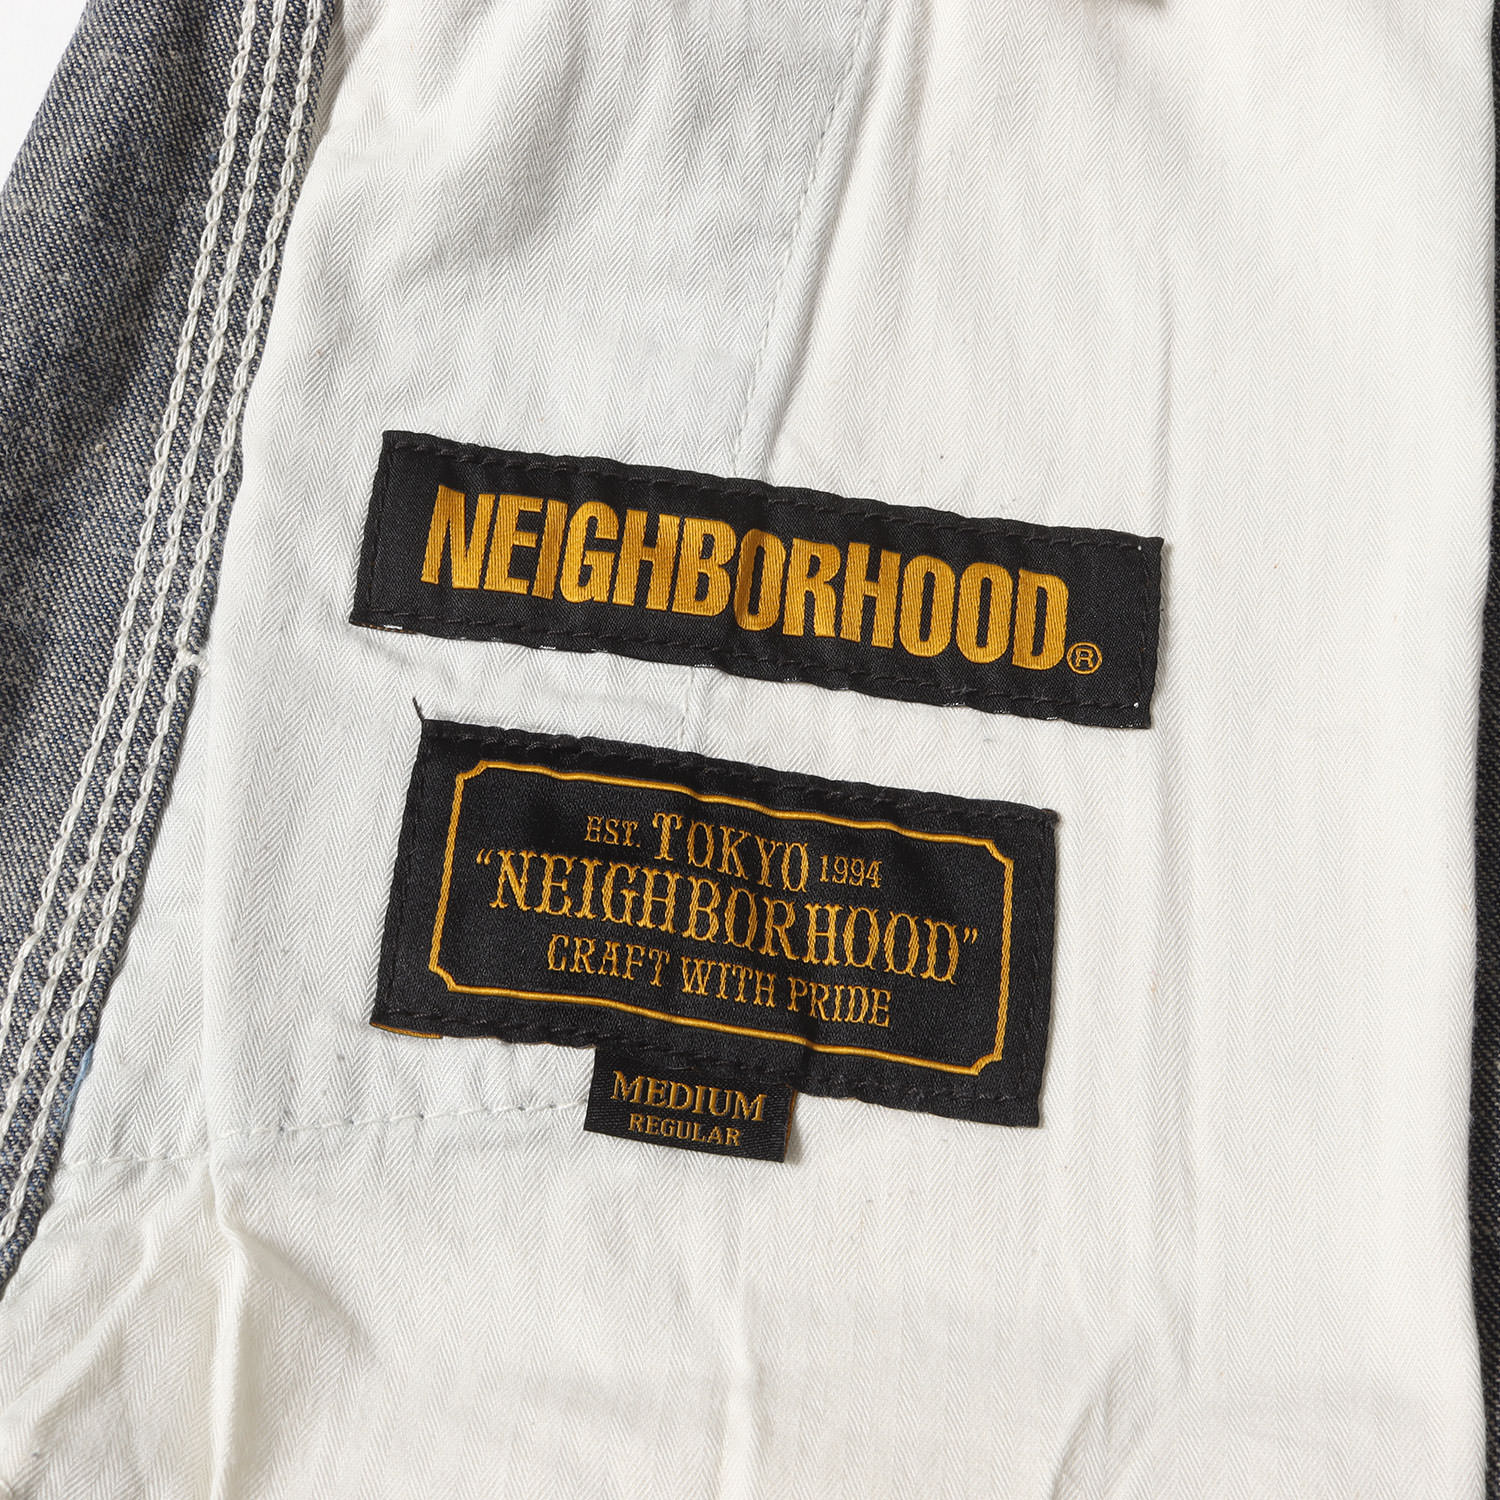 NEIGHBORHOOD®
EST. TOKYO 1994
“NEIGHBORHOOD”
CRAFT WITH PRIDE
MEDIUM
REGULAR